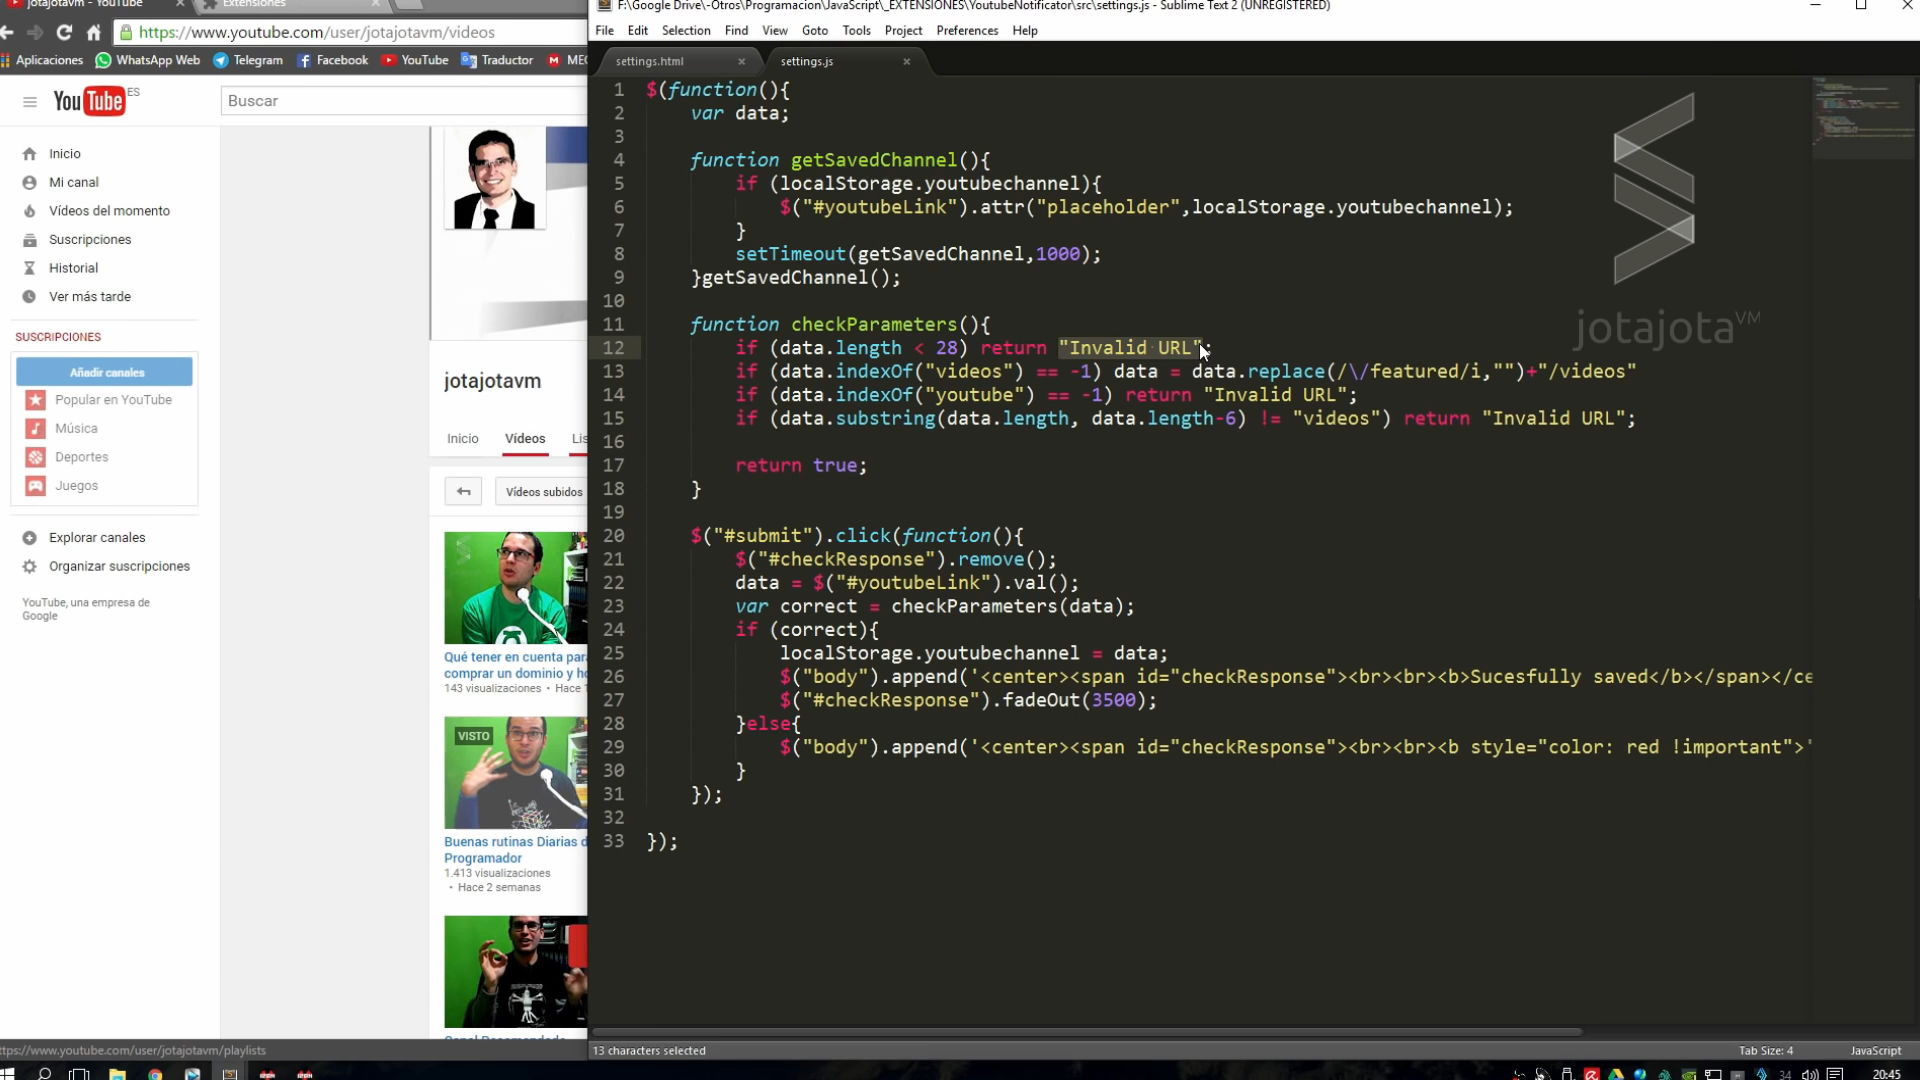 jotajotavm - YouTube
Extensiones
https://www.youtube.com/user/jotajotavm/videos
Aplicaciones
WhatsApp Web
Telegram
Facebook
YouTube
Traductor
YouTube ES
Buscar
Inicio
Mi canal
Vídeos del momento
Suscripciones
Historial
Ver más tarde
SUSCRIPCIONES
Añadir canales
Popular en YouTube
Música
Deportes
Juegos
Explorar canales
Organizar suscripciones
YouTube, una empresa de
Google
jotajotavm
Inicio
Vídeos
Vídeos subidos
Qué tener en cuenta para
comprar un dominio y
143 visualizaciones • Hace
VISTO
Buenas rutinas Diarias
Programador
1.413 visualizaciones
• Hace 2 semanas
F:\Google Drive\-Otros\Programacion\JavaScript\_EXTENSIONES\YoutubeNotificator\src\settings.js - Sublime Text 2 (UNREGISTERED)
File Edit Selection Find View Goto Tools Project Preferences Help
settings.html
settings.js
1 $(function(){
2 var data;
3
4 function getSavedChannel(){
5 if (localStorage.youtubechannel){
6 $("#youtubeLink").attr("placeholder",localStorage.youtubechannel);
7 }
8 setTimeout(getSavedChannel,1000);
9 }getSavedChannel();
10
11 function checkParameters(){
12 if (data.length < 28) return "Invalid URL";
13 if (data.indexOf("videos") == -1) data = data.replace(/\/featured/i,"")+"/videos"
14 if (data.indexOf("youtube") == -1) return "Invalid URL";
15 if (data.substring(data.length, data.length-6) != "videos") return "Invalid URL";
16
17 return true;
18 }
19
20 $("#submit").click(function(){
21 $("#checkResponse").remove();
22 data = $("#youtubeLink").val();
23 var correct = checkParameters(data);
24 if (correct){
25 localStorage.youtubechannel = data;
26 $("body").append('<center><span id="checkResponse"><br><br><b>Sucesfully saved</b></span></ce
27 $("#checkResponse").fadeOut(3500);
28 }else{
29 $("body").append('<center><span id="checkResponse"><br><br><b style="color: red !important">'
30 }
31 });
32
33 });
jotajotaVM
13 characters selected
Tab Size: 4
JavaScript
ttps://www.youtube.com/user/jotajotavm/playlists
34
20:45